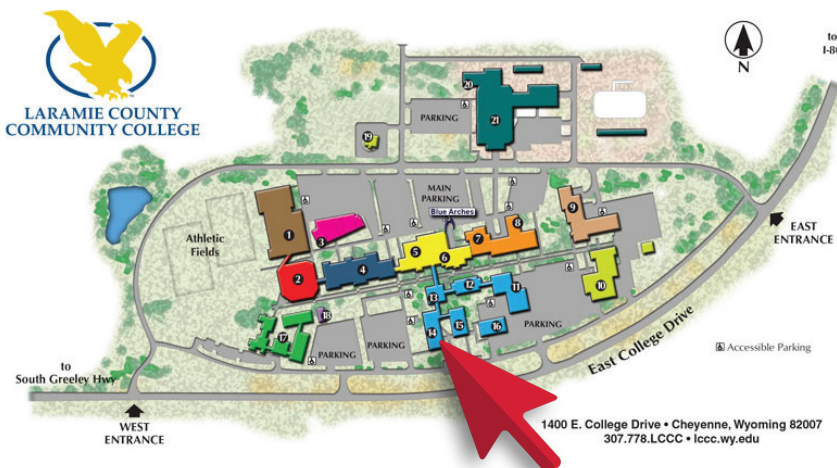 LARAMIE COUNTY
COMMUNITY COLLEGE
N
to
I-80
20
21
PARKING
19
MAIN
PARKING
Blue Arches
Athletic
Fields
1
3
5
6
7
8
9
EAST
ENTRANCE
2
4
10
11
12
13
18
17
14
15
16
PARKING
PARKING
PARKING
East College Drive
Accessible Parking
to
South Greeley Hwy
WEST
ENTRANCE
1400 E. College Drive • Cheyenne, Wyoming 82007
307.778.LCCC • lccc.wy.edu